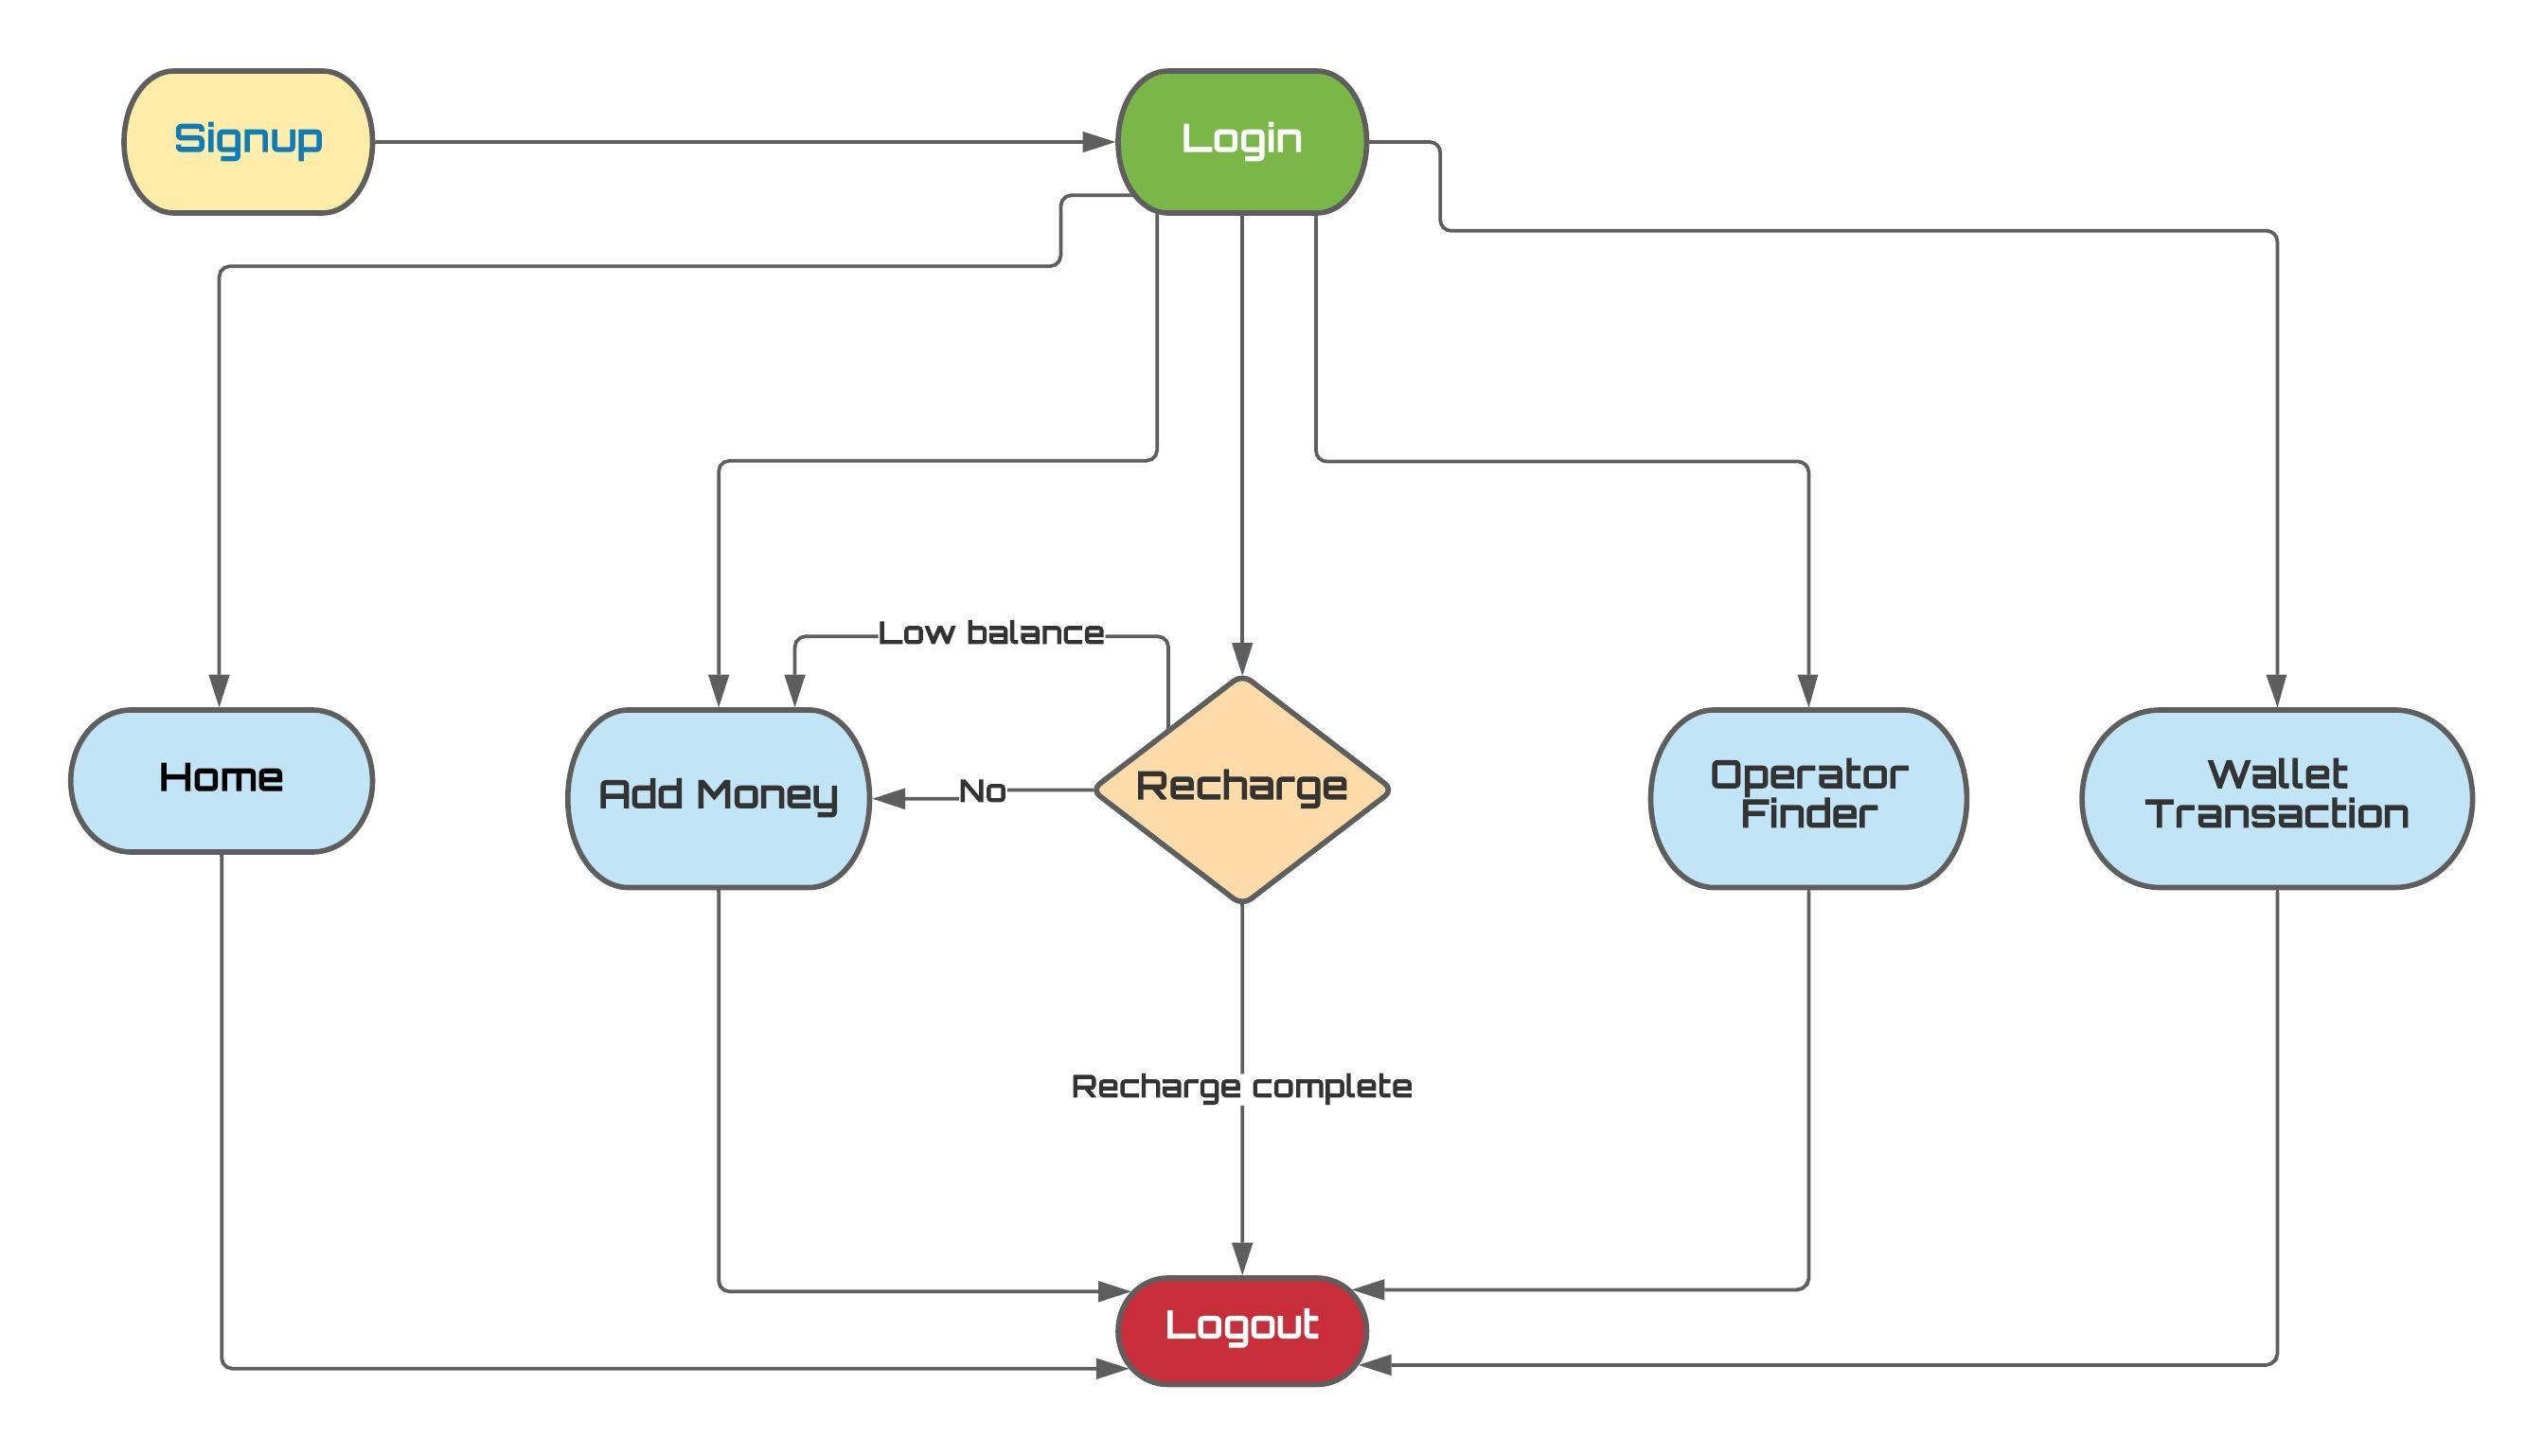 Signup
Login
Low balance
Home
Add Money
No
Recharge
Operator
Finder
Wallet
Transaction
Recharge complete
Logout